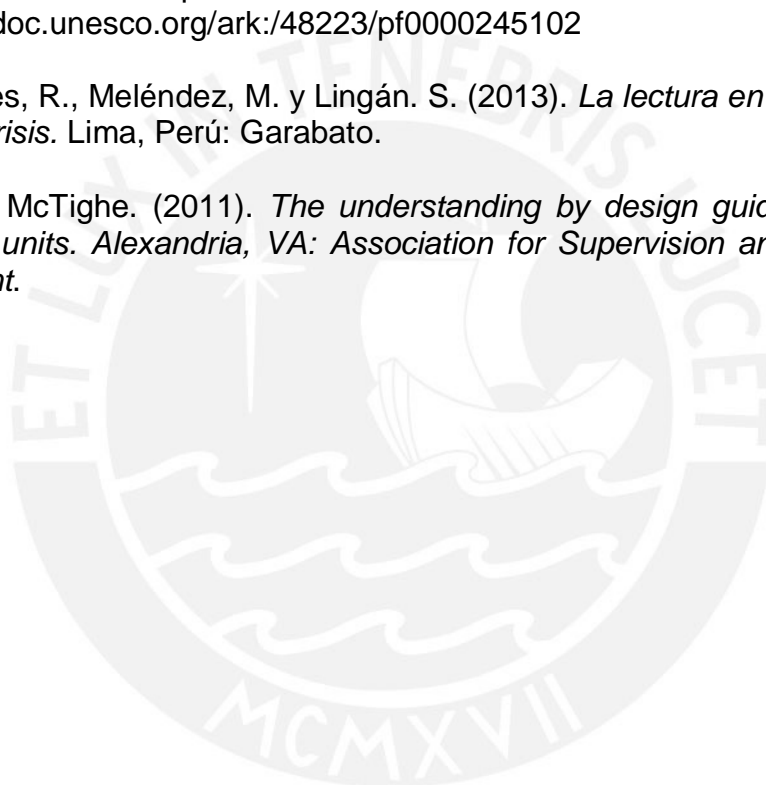 doc.unesco.org/ark:/48223/pf0000245102
es, R., Meléndez, M. y Lingán. S. (2013). La lectura en
risis. Lima, Perú: Garabato.
McTighe. (2011). The understanding by design guid
units. Alexandria, VA: Association for Supervision an
nt.
ET LUX IN TENEBRIS LUCET
MCMXVII